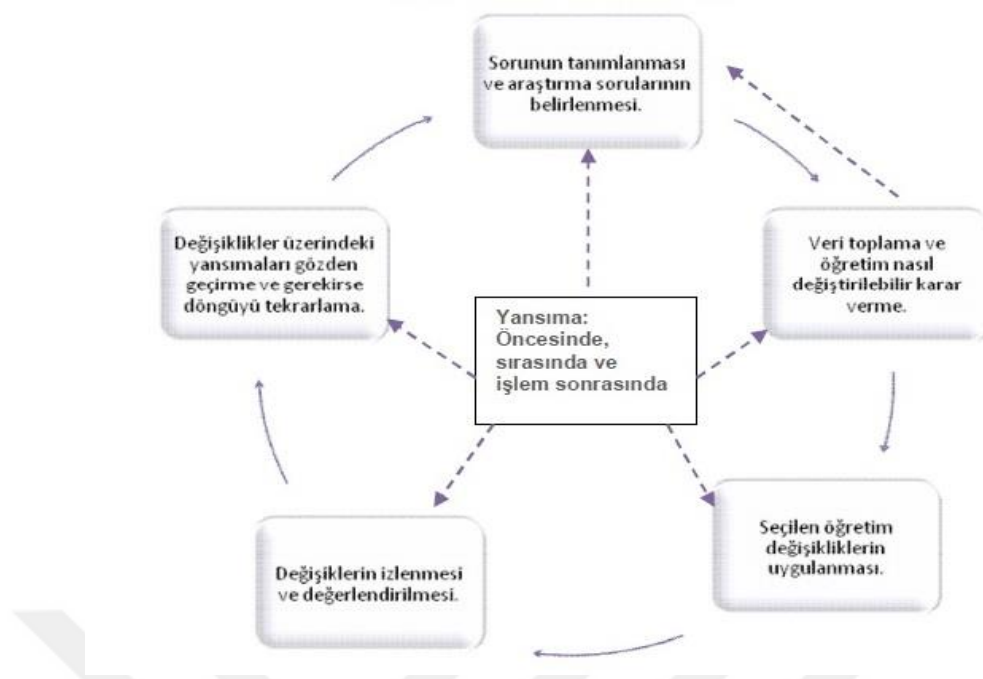 Sorunun tanımlanması
ve araştırma sorularının
belirlenmesi.
Veri toplama ve
öğretim nasıl
değiştirilebilir karar
verme.
Seçilen öğretim
değişikliklerin
uygulanması.
Değişiklerin izlenmesi
ve değerlendirilmesi.
Değişiklikler üzerindeki
yansımaları gözden
geçirme ve gerekirse
döngüyü tekrarlama.
Yansıma:
Öncesinde,
sırasında ve
işlem sonrasında